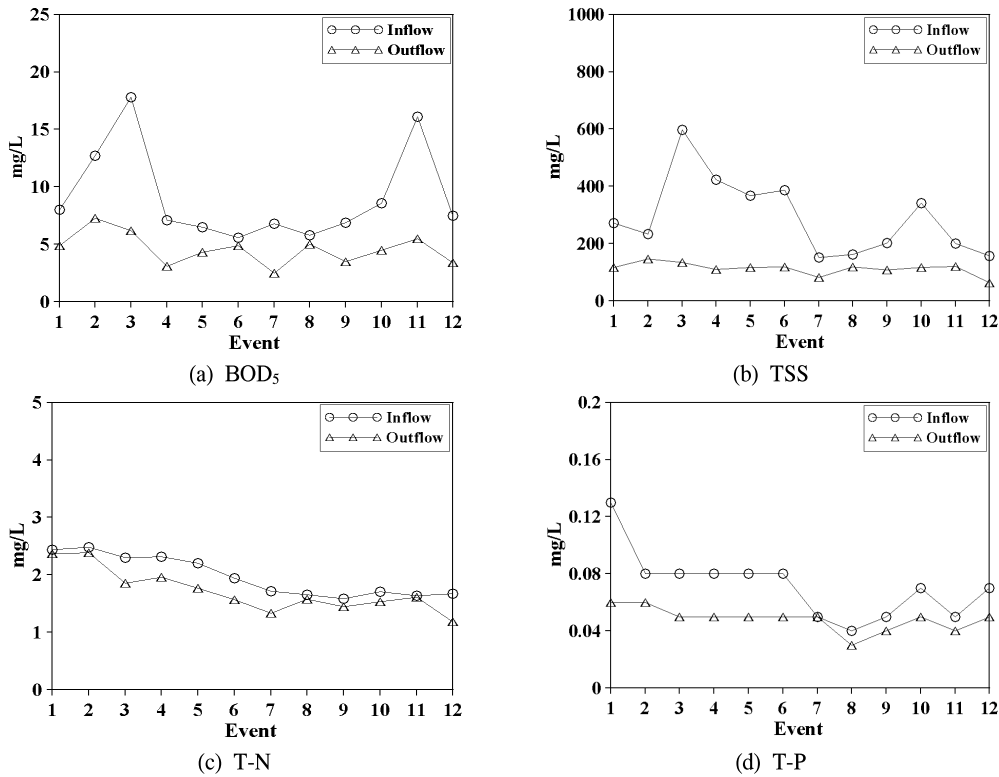 25
20
15
10
5
0
mg/L
Inflow
Outflow
1 2 3 4 5 6 7 8 9 10 11 12
Event
(a) BOD₅
1000
800
600
400
200
0
mg/L
Inflow
Outflow
1 2 3 4 5 6 7 8 9 10 11 12
Event
(b) TSS
5
4
3
2
1
0
mg/L
Inflow
Outflow
1 2 3 4 5 6 7 8 9 10 11 12
Event
(c) T-N
0.2
0.16
0.12
0.08
0.04
0
mg/L
Inflow
Outflow
1 2 3 4 5 6 7 8 9 10 11 12
Event
(d) T-P